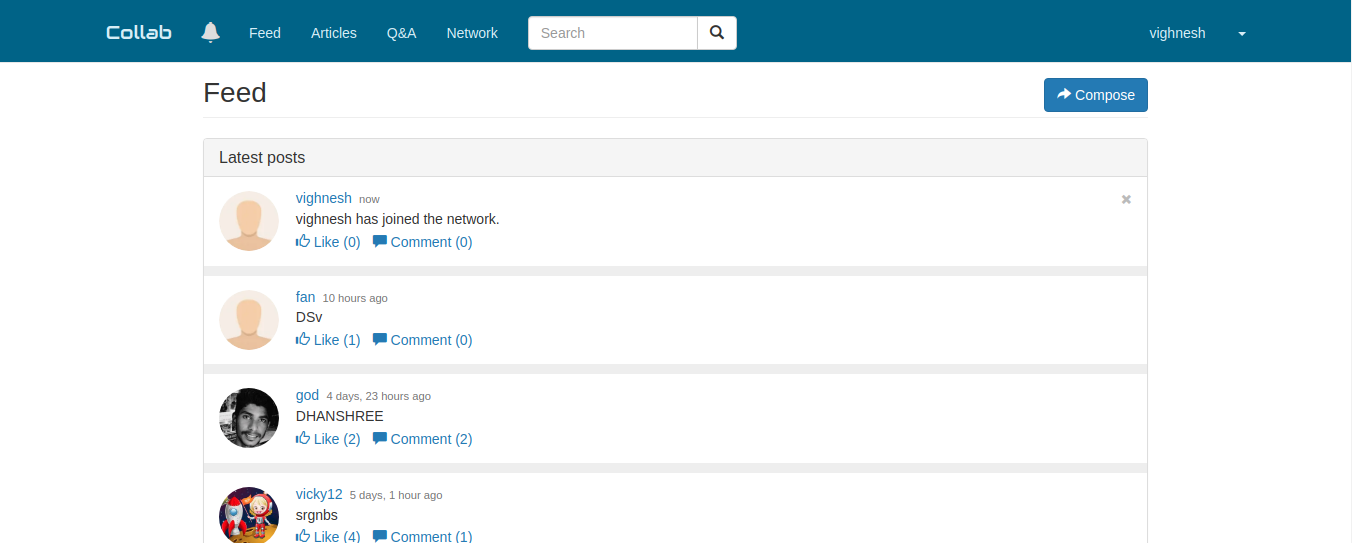 Collab Feed Articles Q&A Network Search vighnesh
Feed
Compose
Latest posts
vighnesh now
vighnesh has joined the network.
Like (0) Comment (0)
fan 10 hours ago
DSv
Like (1) Comment (0)
god 4 days, 23 hours ago
DHANSHREE
Like (2) Comment (2)
vicky12 5 days, 1 hour ago
srgnbs
Like (4) Comment (1)